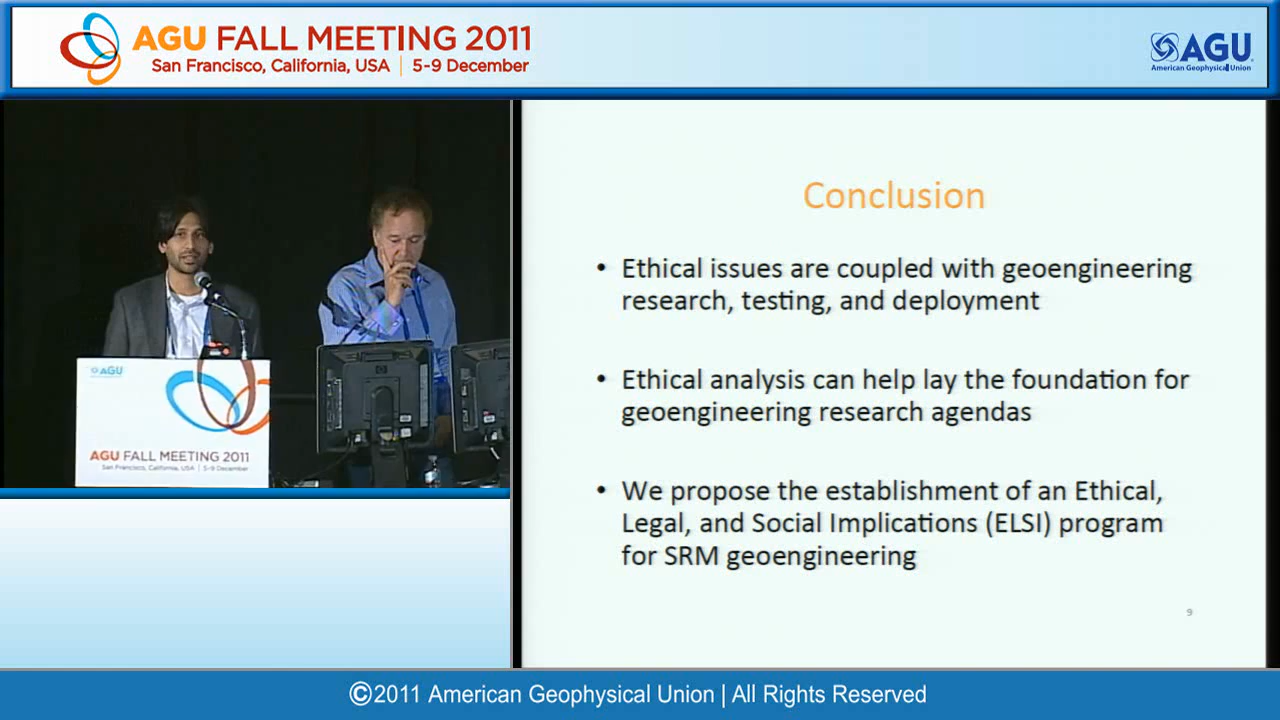 AGU FALL MEETING 2011
San Francisco, California, USA | 5-9 December
AGU
American Geophysical Union
Conclusion
• Ethical issues are coupled with geoengineering
research, testing, and deployment
• Ethical analysis can help lay the foundation for
geoengineering research agendas
• We propose the establishment of an Ethical,
Legal, and Social Implications (ELSI) program
for SRM geoengineering
9
AGU
AGU FALL MEETING 2011
San Francisco, California, USA | 5-9 December
©2011 American Geophysical Union | All Rights Reserved